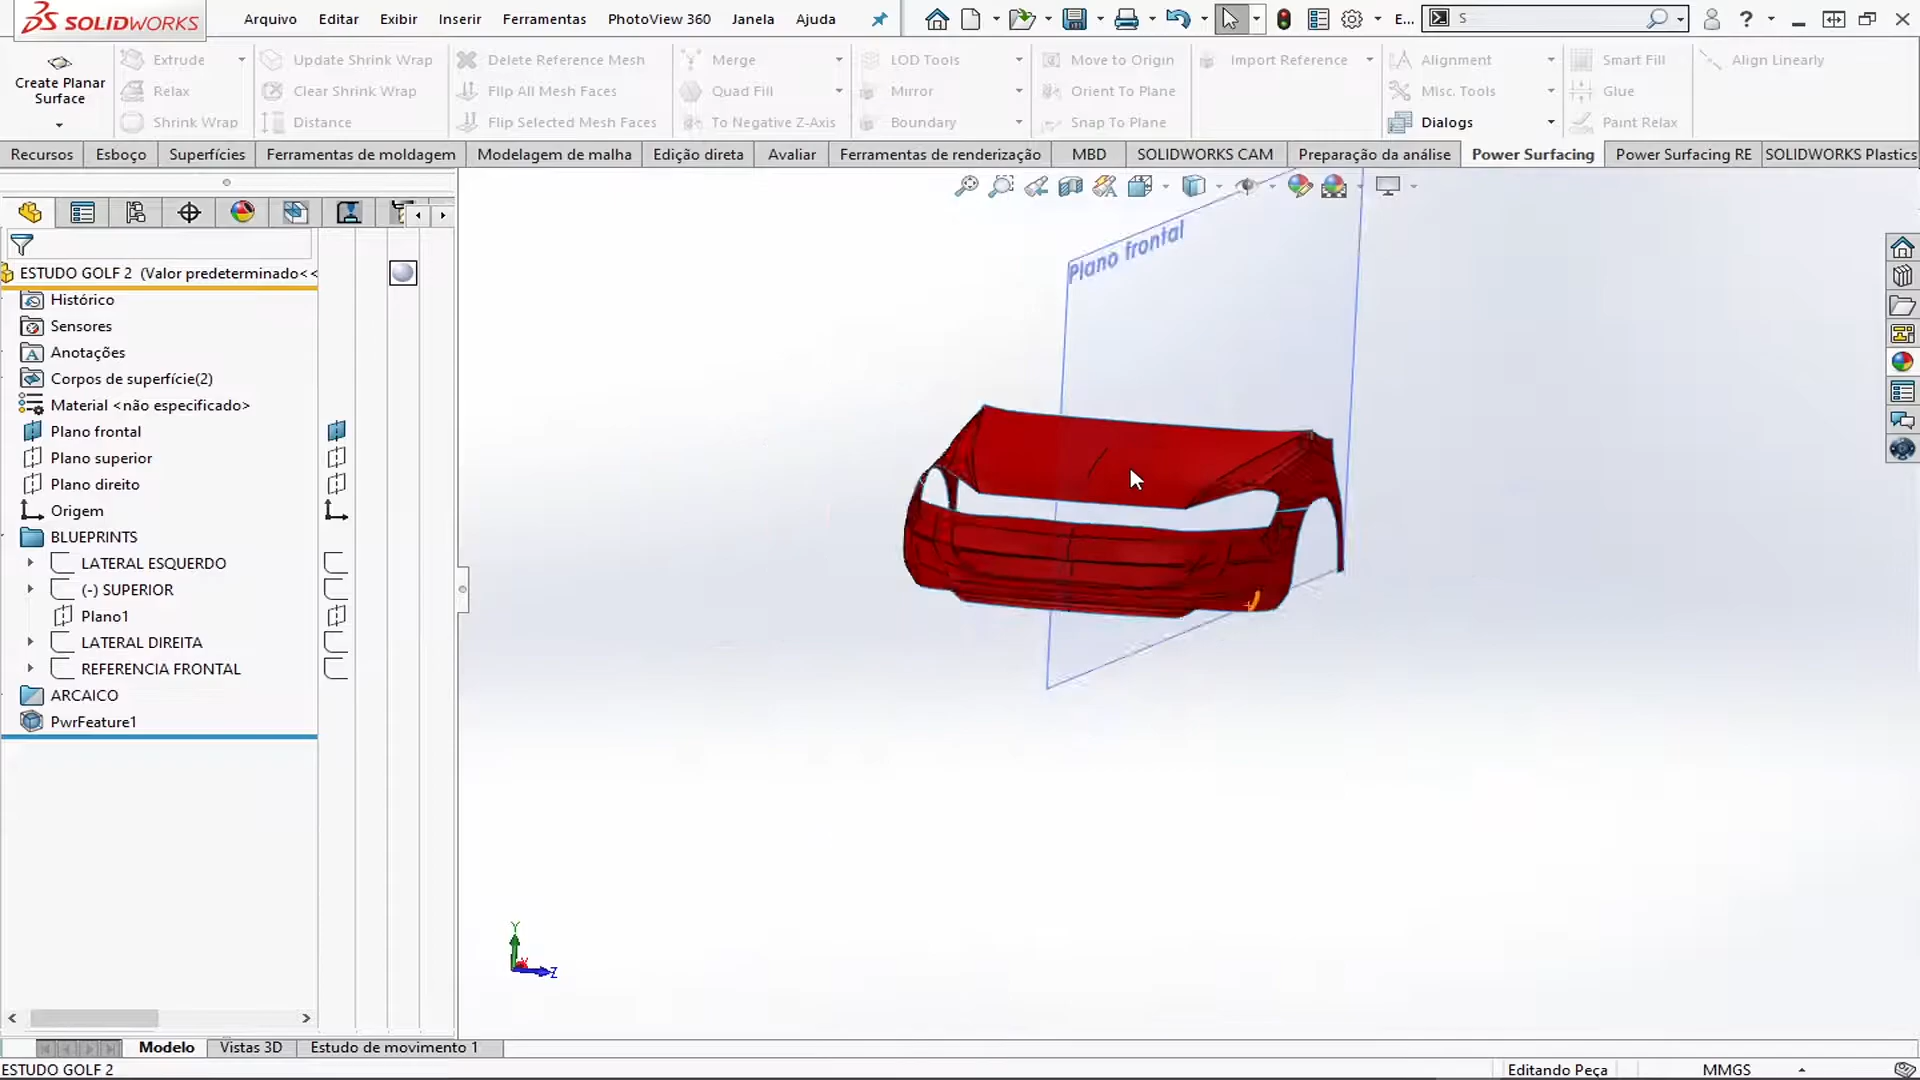 SOLIDWORKS
Arquivo Editar Exibir Inserir Ferramentas PhotoView 360 Janela Ajuda E... S ?
Create Planar Surface
Extrude
Relax
Shrink Wrap
Update Shrink Wrap
Clear Shrink Wrap
Distance
Delete Reference Mesh
Flip All Mesh Faces
Flip Selected Mesh Faces
Merge
Quad Fill
To Negative Z-Axis
LOD Tools
Mirror
Boundary
Move to Origin
Orient To Plane
Snap To Plane
Import Reference
Alignment
Misc. Tools
Dialogs
Smart Fill
Glue
Paint Relax
Align Linearly
Recursos Esboço Superfícies Ferramentas de moldagem Modelagem de malha Edição direta Avaliar Ferramentas de renderização MBD SOLIDWORKS CAM Preparação da análise Power Surfacing Power Surfacing RE SOLIDWORKS Plastics
ESTUDO GOLF 2 (Valor predeterminado<<
Histórico
Sensores
Anotações
Corpos de superfície(2)
Material <não especificado>
Plano frontal
Plano superior
Plano direito
Origem
BLUEPRINTS
LATERAL ESQUERDO
(-) SUPERIOR
Plano1
LATERAL DIREITA
REFERENCIA FRONTAL
ARCAICO
PwrFeature1
Plano frontal
Y
Z
Modelo Vistas 3D Estudo de movimento 1
ESTUDO GOLF 2 Editando Peça MMGS